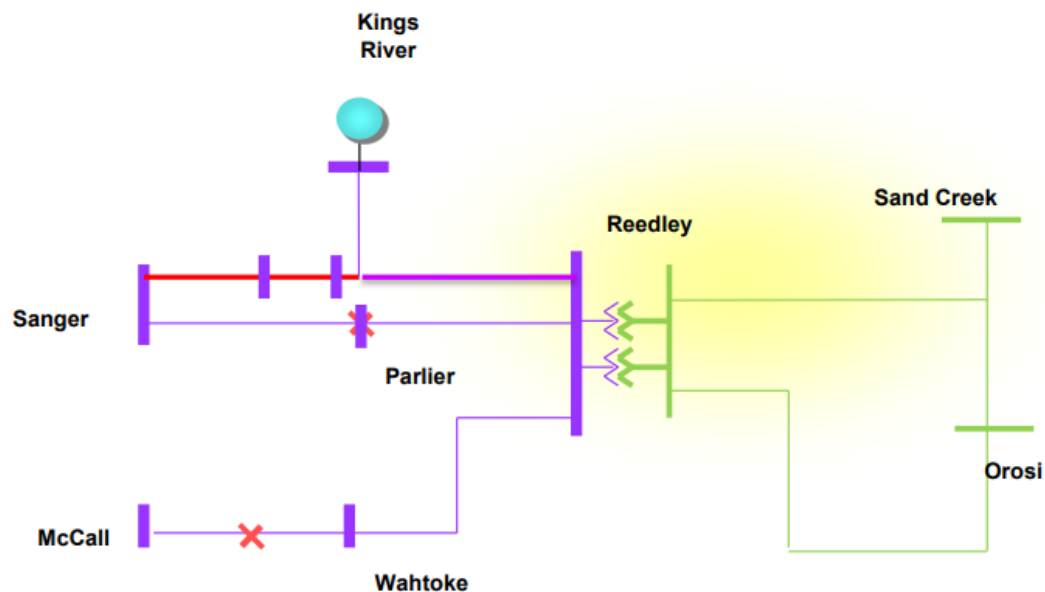 Kings
River
Sand Creek
Reedley
Sanger
Parlier
Orosi
McCall
Wahtoke